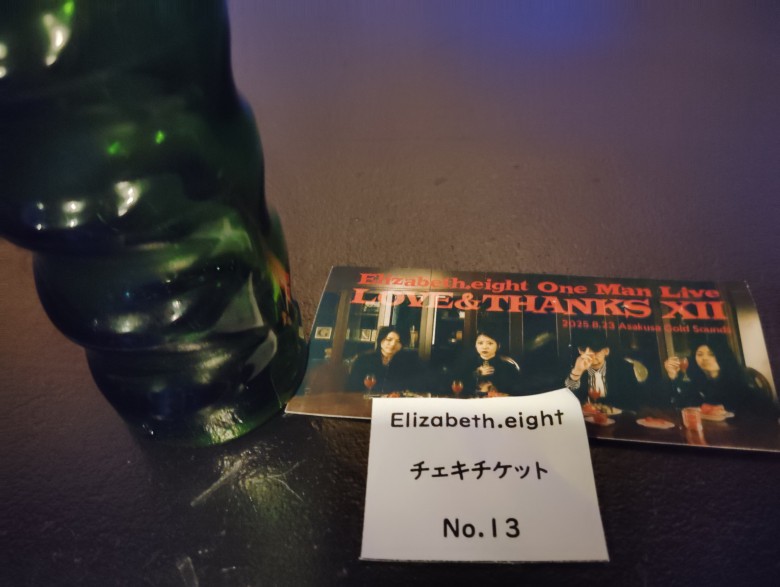 Elizabeth.eight One Man Live
LOVE&THANKS XII
2025 8.23 Asakusa Gold Sounds
Elizabeth.eight
チェキチケット
No.13